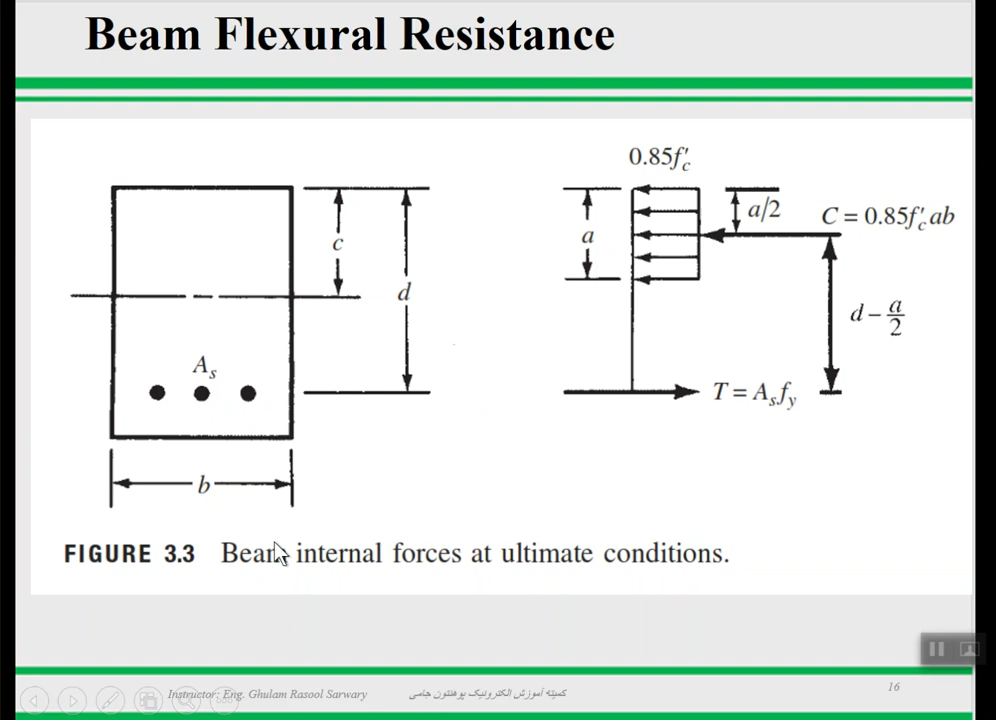 Beam Flexural Resistance
0.85f′c
a/2
C = 0.85f′c ab
c
a
d
d − a/2
As
T = As fy
b
FIGURE 3.3 Beam internal forces at ultimate conditions.
Instructor: Eng. Ghulam Rasool Sarwary
کمیته آموزش الکترونیک پوهنتون جامی
16